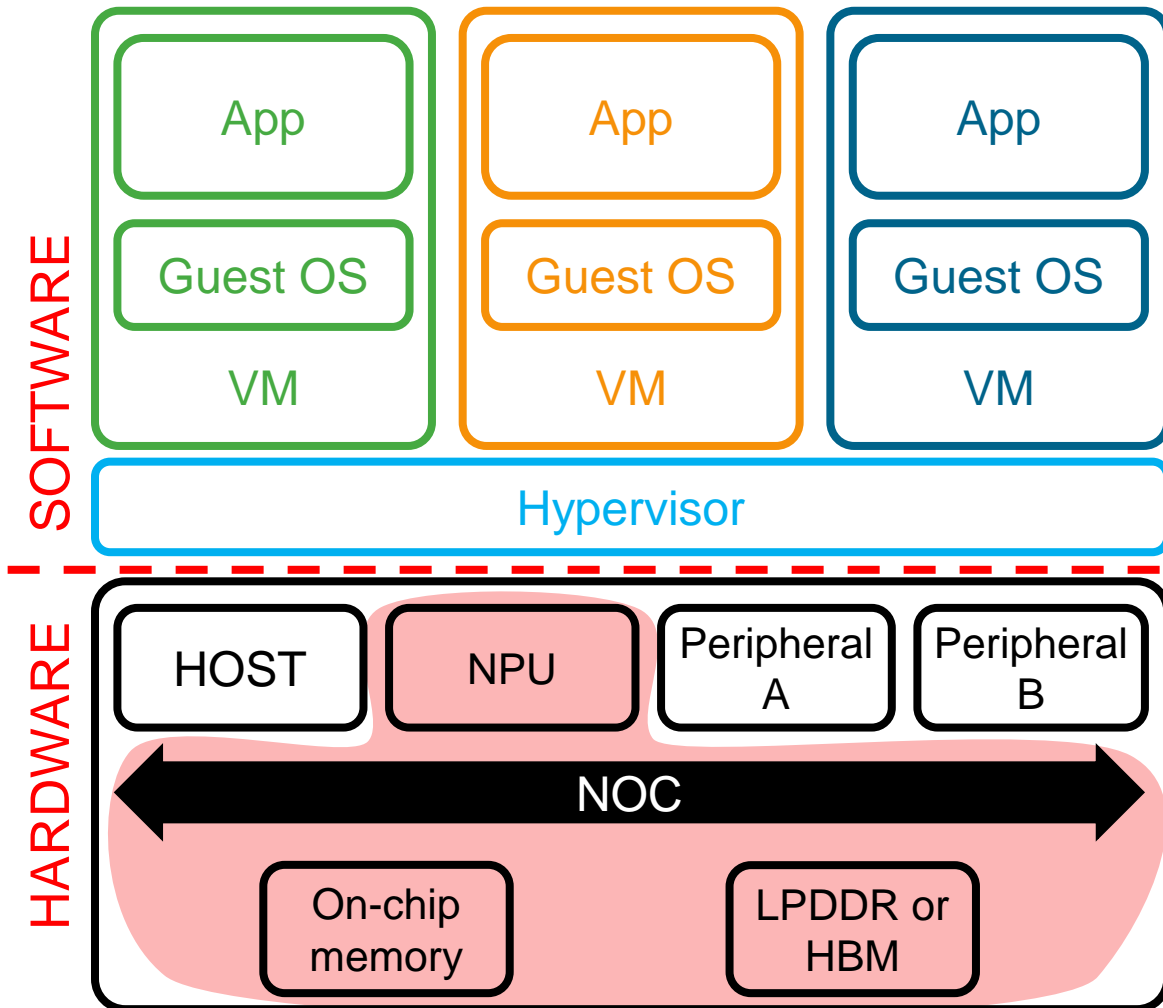 SOFTWARE
App
App
App
Guest OS
Guest OS
Guest OS
VM
VM
VM
Hypervisor
HARDWARE
HOST
NPU
Peripheral
A
Peripheral
B
NOC
On-chip
memory
LPDDR or
HBM